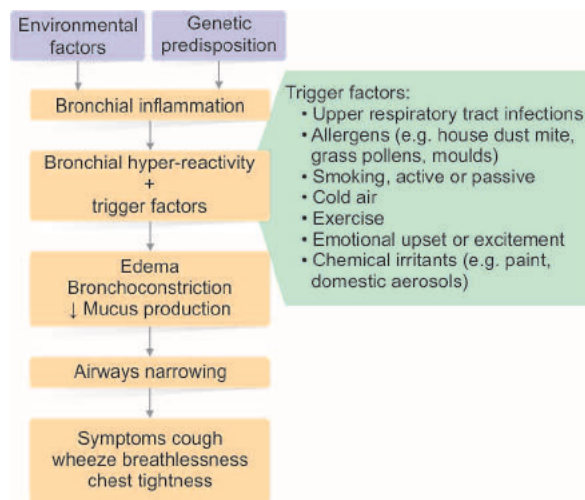 Environmental
factors
Genetic
predisposition
Bronchial inflammation
Bronchial hyper-reactivity
+
trigger factors
Trigger factors:
• Upper respiratory tract infections
• Allergens (e.g. house dust mite,
grass pollens, moulds)
• Smoking, active or passive
• Cold air
• Exercise
• Emotional upset or excitement
• Chemical irritants (e.g. paint,
domestic aerosols)
Edema
Bronchoconstriction
↓ Mucus production
Airways narrowing
Symptoms cough
wheeze breathlessness
chest tightness